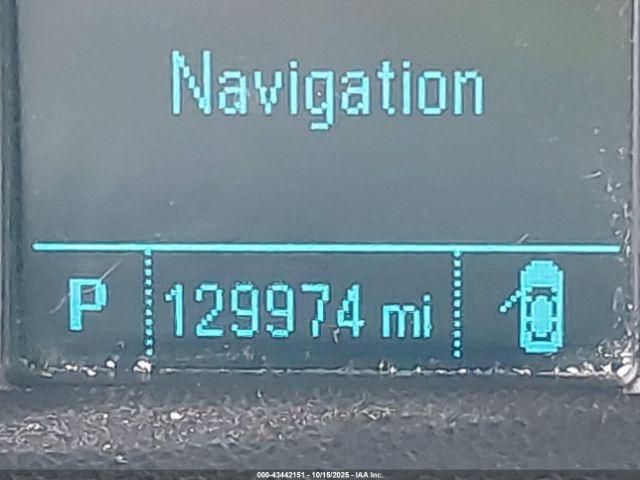 Navigation
P 129974 mi
000-43442151 - 10/15/2025 - IAA Inc.